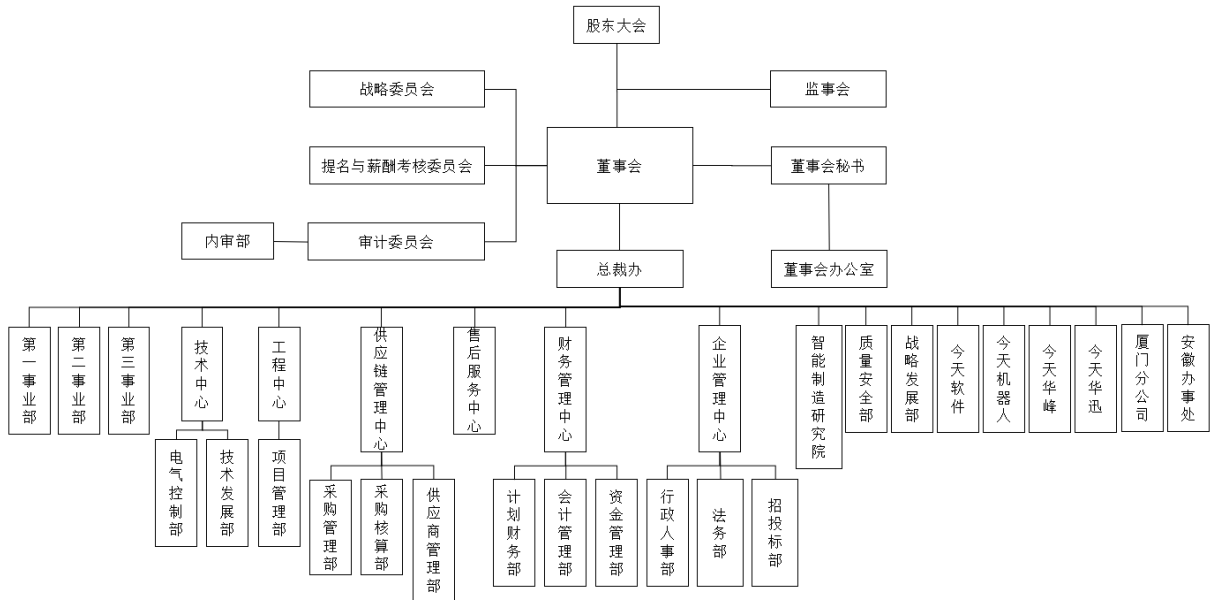 股东大会
战略委员会
监事会
提名与薪酬考核委员会
董事会
董事会秘书
内审部
审计委员会
总裁办
董事会办公室
第一事业部
第二事业部
第三事业部
技术中心
工程中心
供应链管理中心
售后服务中心
财务管理中心
企业管理中心
智能制造研究院
质量安全部
战略发展部
今天软件
今天机器人
今天华峰
今天华迅
厦门分公司
安徽办事处
电气控制部
技术发展部
项目管理部
采购管理部
采购核算部
供应商管理部
计划财务部
会计管理部
资金管理部
行政人事部
法务部
招投标部